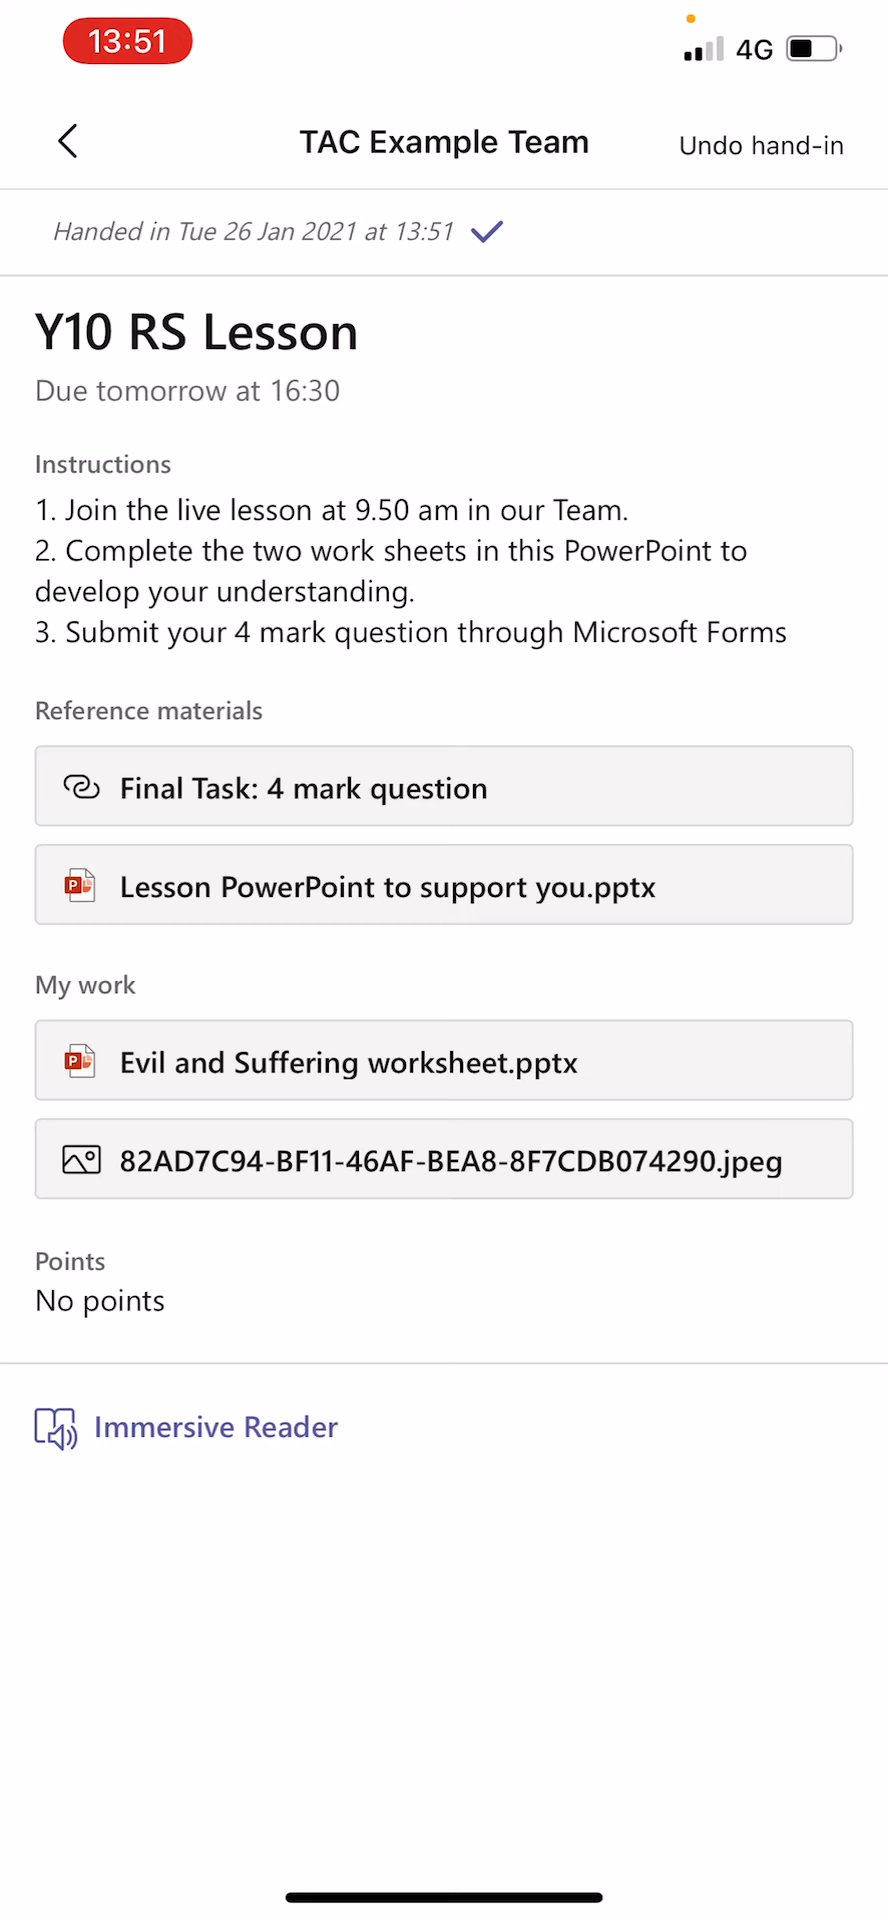 13:51
4G
TAC Example Team
Undo hand-in
Handed in Tue 26 Jan 2021 at 13:51
Y10 RS Lesson
Due tomorrow at 16:30
Instructions
1. Join the live lesson at 9.50 am in our Team.
2. Complete the two work sheets in this PowerPoint to
develop your understanding.
3. Submit your 4 mark question through Microsoft Forms
Reference materials
Final Task: 4 mark question
Lesson PowerPoint to support you.pptx
My work
Evil and Suffering worksheet.pptx
82AD7C94-BF11-46AF-BEA8-8F7CDB074290.jpeg
Points
No points
Immersive Reader